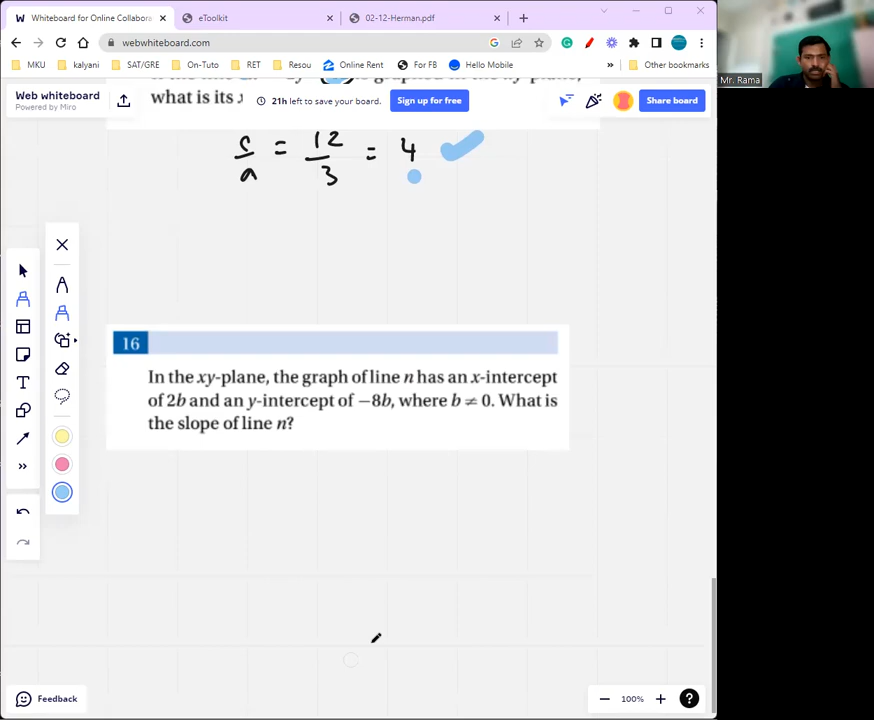 Whiteboard for Online Collabora
eToolkit
02-12-Herman.pdf
webwhiteboard.com
MKU
kalyani
SAT/GRE
On-Tuto
RET
Resou
Online Rent
For FB
Hello Mobile
»
Other bookmarks
Web whiteboard
Powered by Miro
21h left to save your board.
Sign up for free
Share board
Mr. Rama
what is its
c/a = 12/3 = 4
16
In the xy-plane, the graph of line n has an x-intercept
of 2b and an y-intercept of −8b, where b ≠ 0. What is
the slope of line n?
Feedback
100%